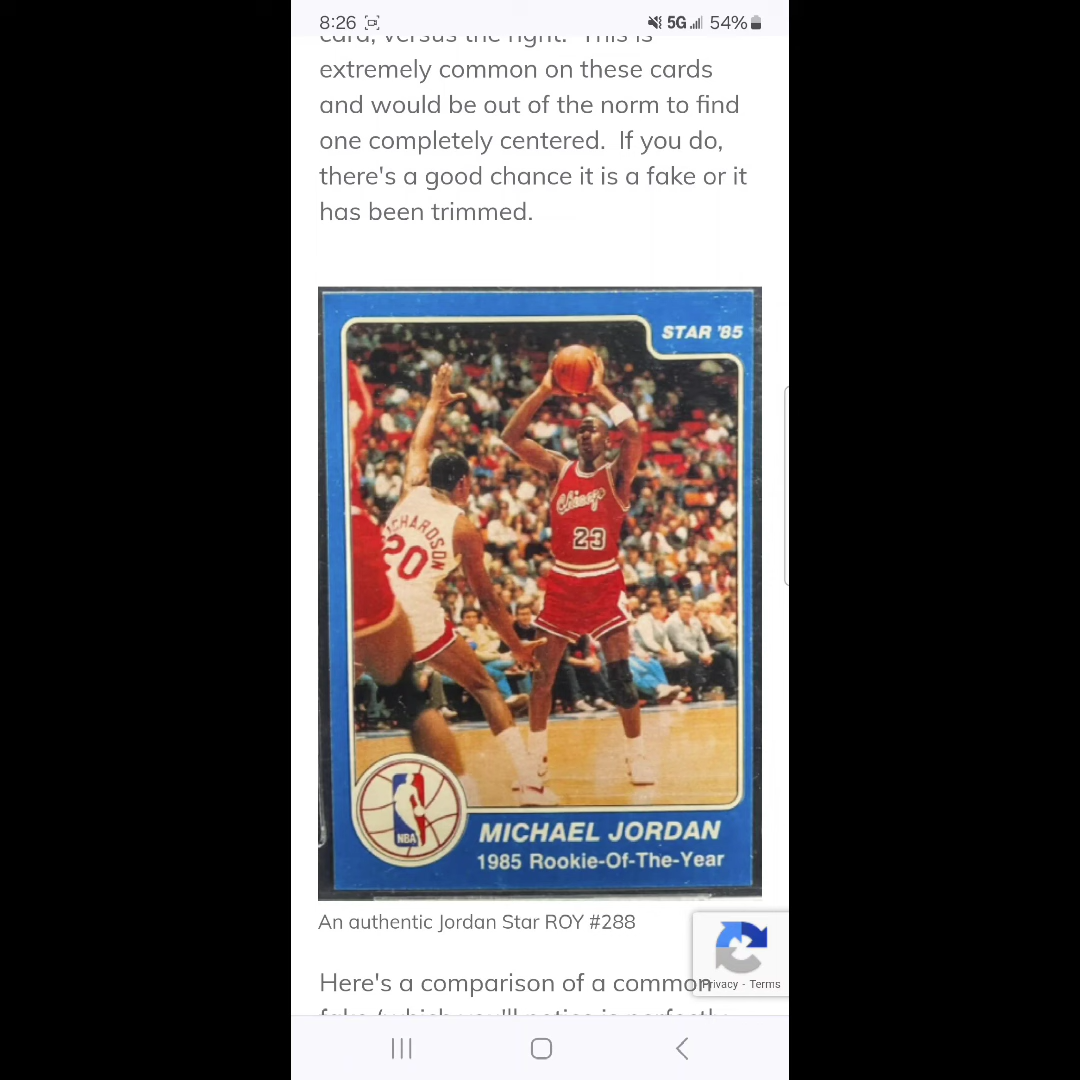 8:26 5G 54%
extremely common on these cards
and would be out of the norm to find
one completely centered. If you do,
there's a good chance it is a fake or it
has been trimmed.
STAR '85
Chicago
23
CHARDSON
20
NBA
MICHAEL JORDAN
1985 Rookie-Of-The-Year
An authentic Jordan Star ROY #288
Here's a comparison of a common
Privacy - Terms